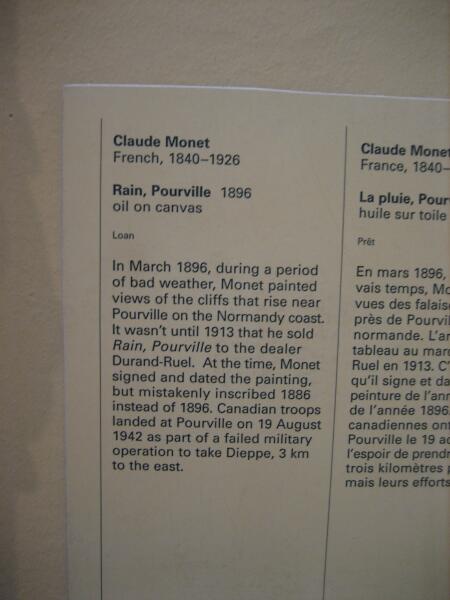 Claude Monet
French, 1840–1926
Rain, Pourville 1896
oil on canvas
Loan
In March 1896, during a period
of bad weather, Monet painted
views of the cliffs that rise near
Pourville on the Normandy coast.
It wasn't until 1913 that he sold
Rain, Pourville to the dealer
Durand-Ruel. At the time, Monet
signed and dated the painting,
but mistakenly inscribed 1886
instead of 1896. Canadian troops
landed at Pourville on 19 August
1942 as part of a failed military
operation to take Dieppe, 3 km
to the east.
Claude Monet
France, 1840–
La pluie, Pour
huile sur toile
Prêt
En mars 1896,
vais temps, Mo
vues des falais
près de Pourvil
normande. L'ar
tableau au mar
Ruel en 1913. C'
qu'il signe et da
peinture de l'ann
de l'année 1896
canadiennes ont
Pourville le 19 ao
l'espoir de prendr
trois kilomètres p
mais leurs efforts